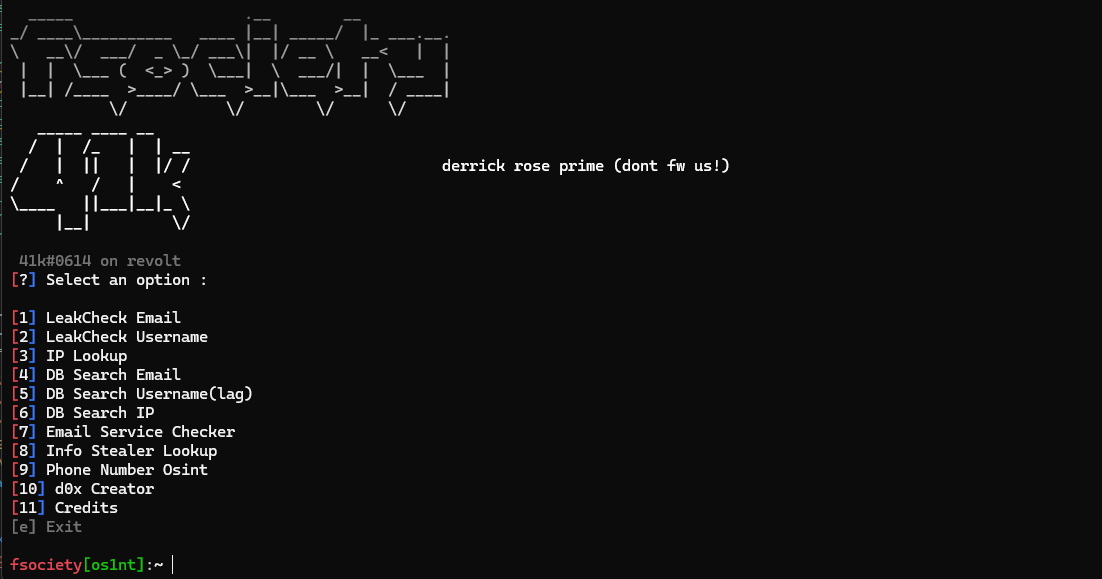 fsociety
41k
derrick rose prime (dont fw us!)
41k#0614 on revolt
[?] Select an option :
[1] LeakCheck Email
[2] LeakCheck Username
[3] IP Lookup
[4] DB Search Email
[5] DB Search Username(lag)
[6] DB Search IP
[7] Email Service Checker
[8] Info Stealer Lookup
[9] Phone Number Osint
[10] d0x Creator
[11] Credits
[e] Exit
fsociety[os1nt]:~